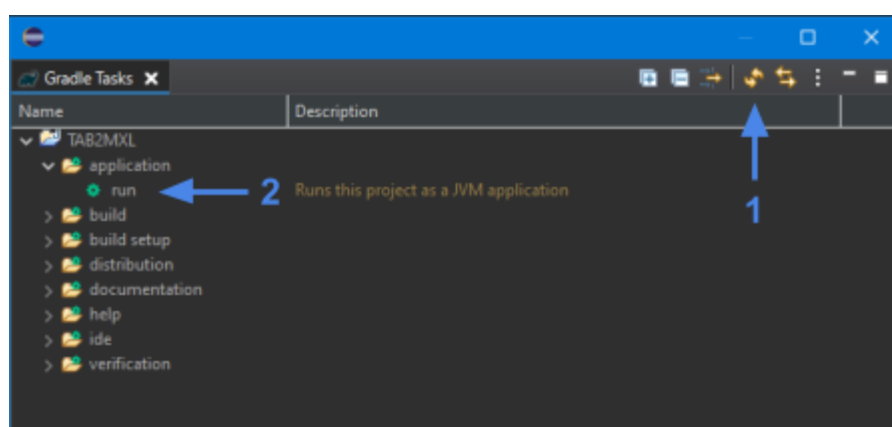 Gradle Tasks
Name Description
TAB2MXL
application
run 2 Runs this project as a JVM application
1
build
build setup
distribution
documentation
help
ide
verification